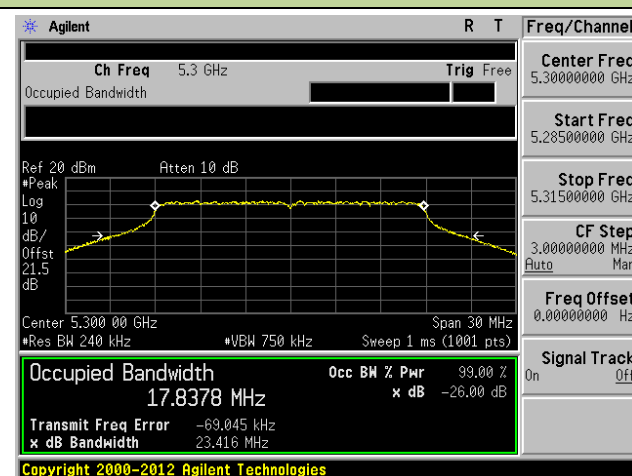 Agilent R T Freq/Channel
Ch Freq 5.3 GHz Trig Free
Occupied Bandwidth
Center Freq
5.30000000 GHz
Start Freq
5.28500000 GHz
Stop Freq
5.31500000 GHz
CF Step
3.00000000 MHz
Auto Man
Freq Offset
0.00000000 Hz
Signal Track
On Off
Ref 20 dBm Atten 10 dB
#Peak
Log
10
dB/
Offst
21.5
dB
Center 5.300 00 GHz Span 30 MHz
#Res BW 240 kHz #VBW 750 kHz Sweep 1 ms (1001 pts)
Occupied Bandwidth Occ BW % Pwr 99.00 %
17.8378 MHz x dB -26.00 dB
Transmit Freq Error -69.045 kHz
x dB Bandwidth 23.416 MHz
Copyright 2000-2012 Agilent Technologies